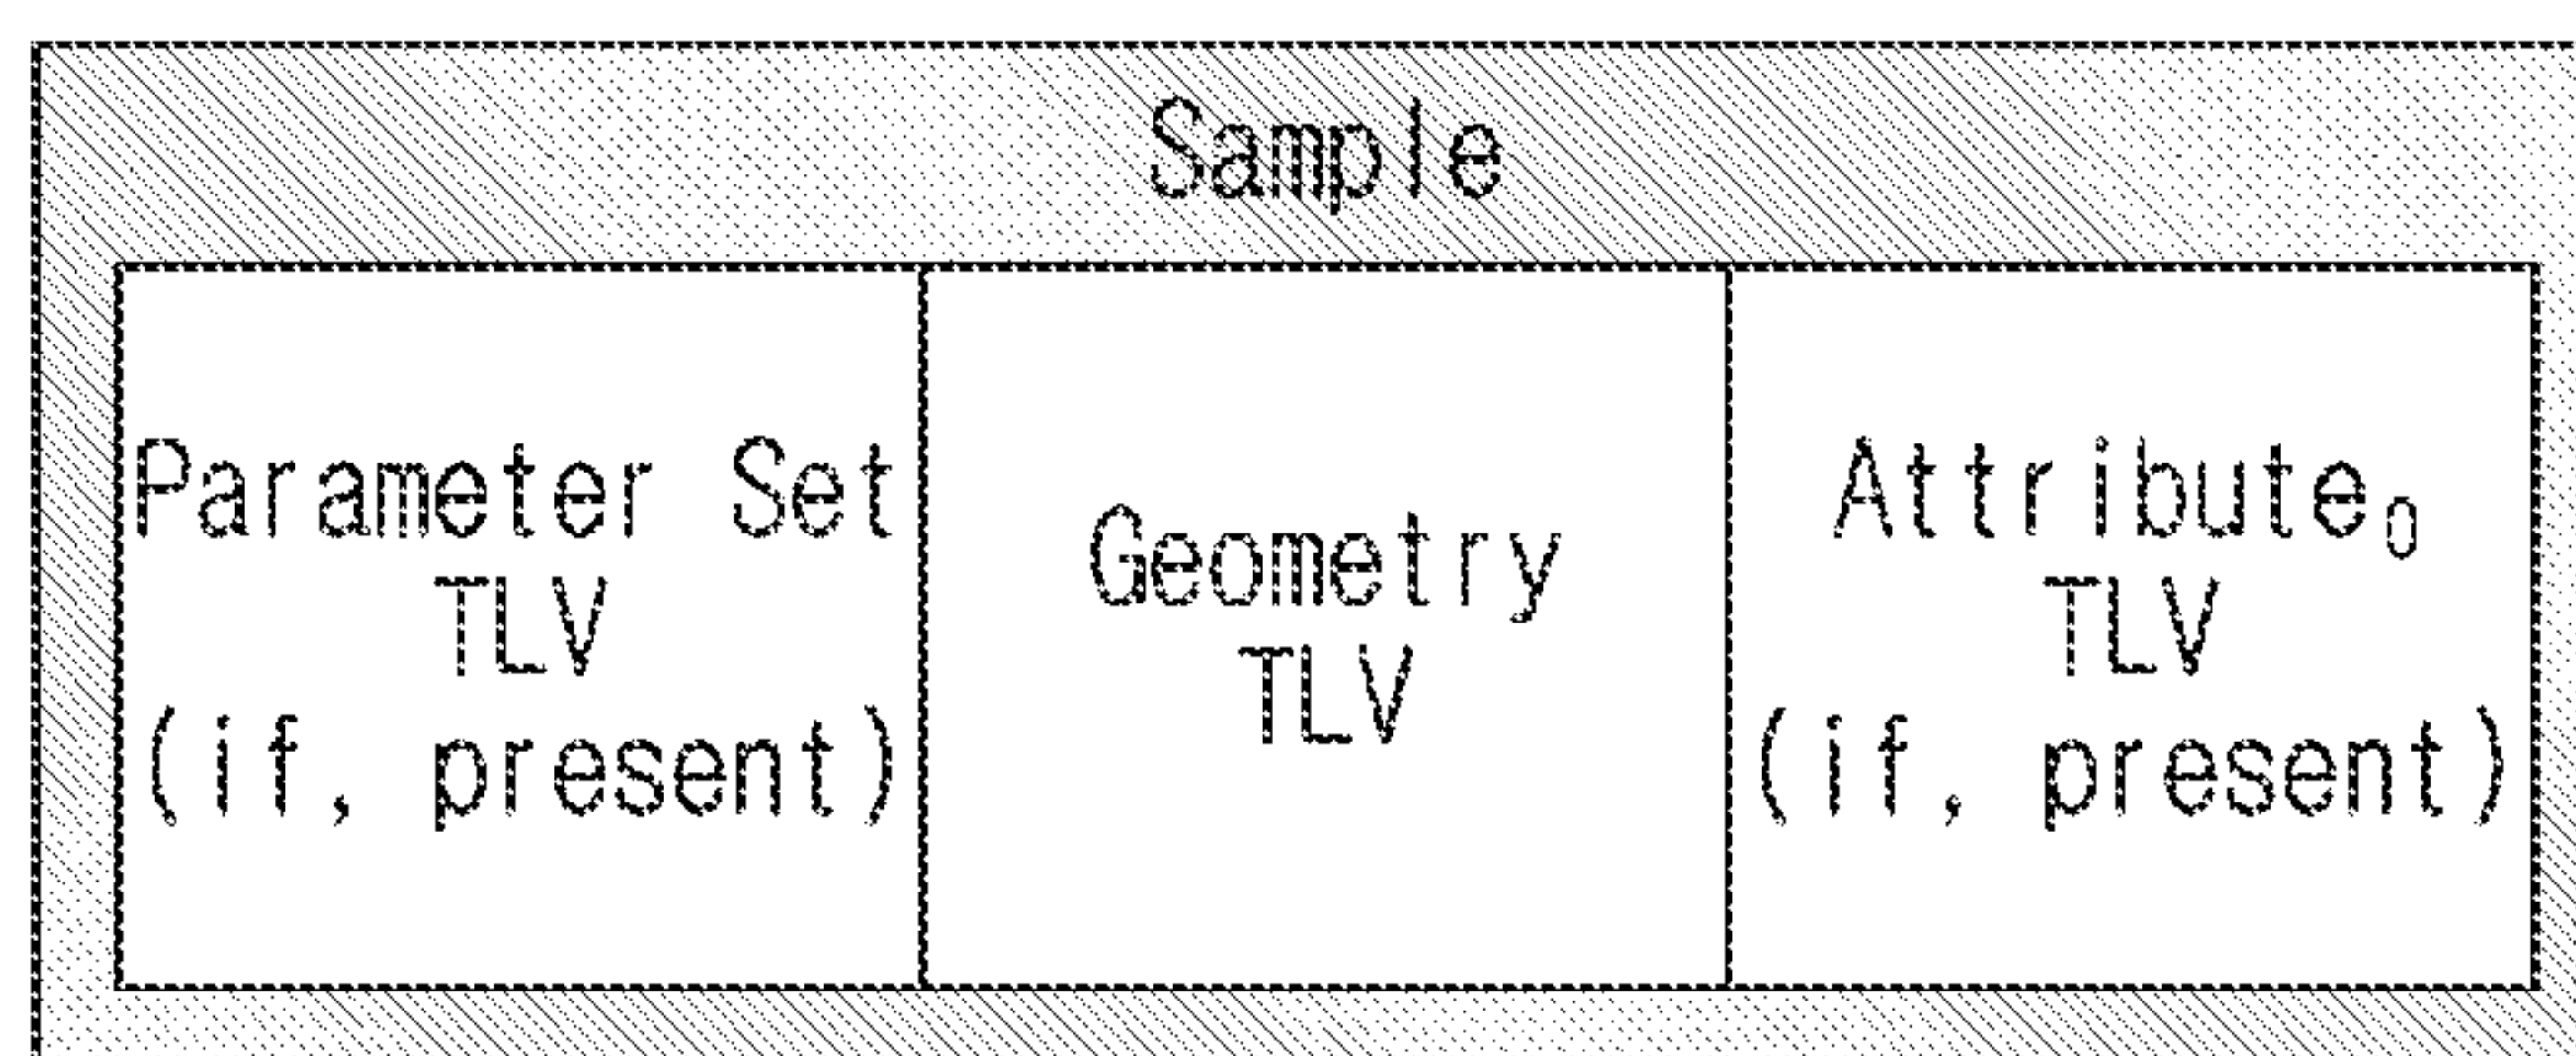 Sample
Parameter Set
TLV
(if, present)
Geometry
TLV
Attribute₀
TLV
(if, present)